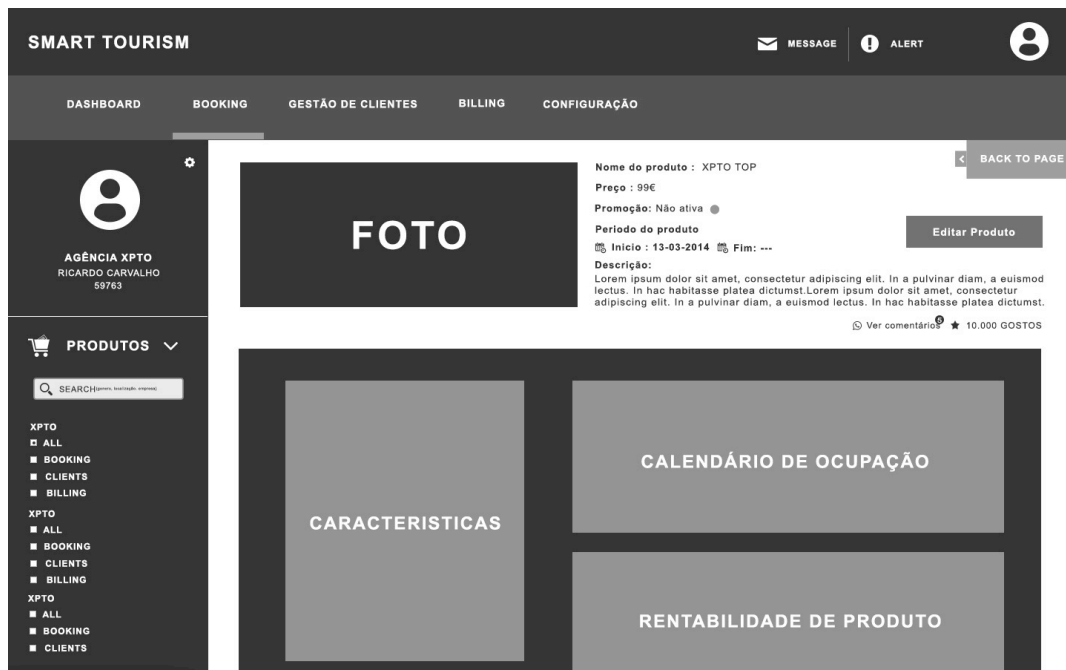 SMART TOURISM
MESSAGE
ALERT
DASHBOARD BOOKING GESTÃO DE CLIENTES BILLING CONFIGURAÇÃO
AGÊNCIA XPTO
RICARDO CARVALHO
59763
PRODUTOS
SEARCH
XPTO
ALL
BOOKING
CLIENTS
BILLING
XPTO
ALL
BOOKING
CLIENTS
BILLING
XPTO
ALL
BOOKING
CLIENTS
FOTO
BACK TO PAGE
Nome do produto : XPTO TOP
Preço : 99€
Promoção: Não ativa
Periodo do produto
Inicio : 13-03-2014 Fim: ---
Editar Produto
Descrição:
Lorem ipsum dolor sit amet, consectetur adipiscing elit. In a pulvinar diam, a euismod
lectus. In hac habitasse platea dictumst.Lorem ipsum dolor sit amet, consectetur
adipiscing elit. In a pulvinar diam, a euismod lectus. In hac habitasse platea dictumst.
Ver comentários 5 10.000 GOSTOS
CARACTERISTICAS
CALENDÁRIO DE OCUPAÇÃO
RENTABILIDADE DE PRODUTO